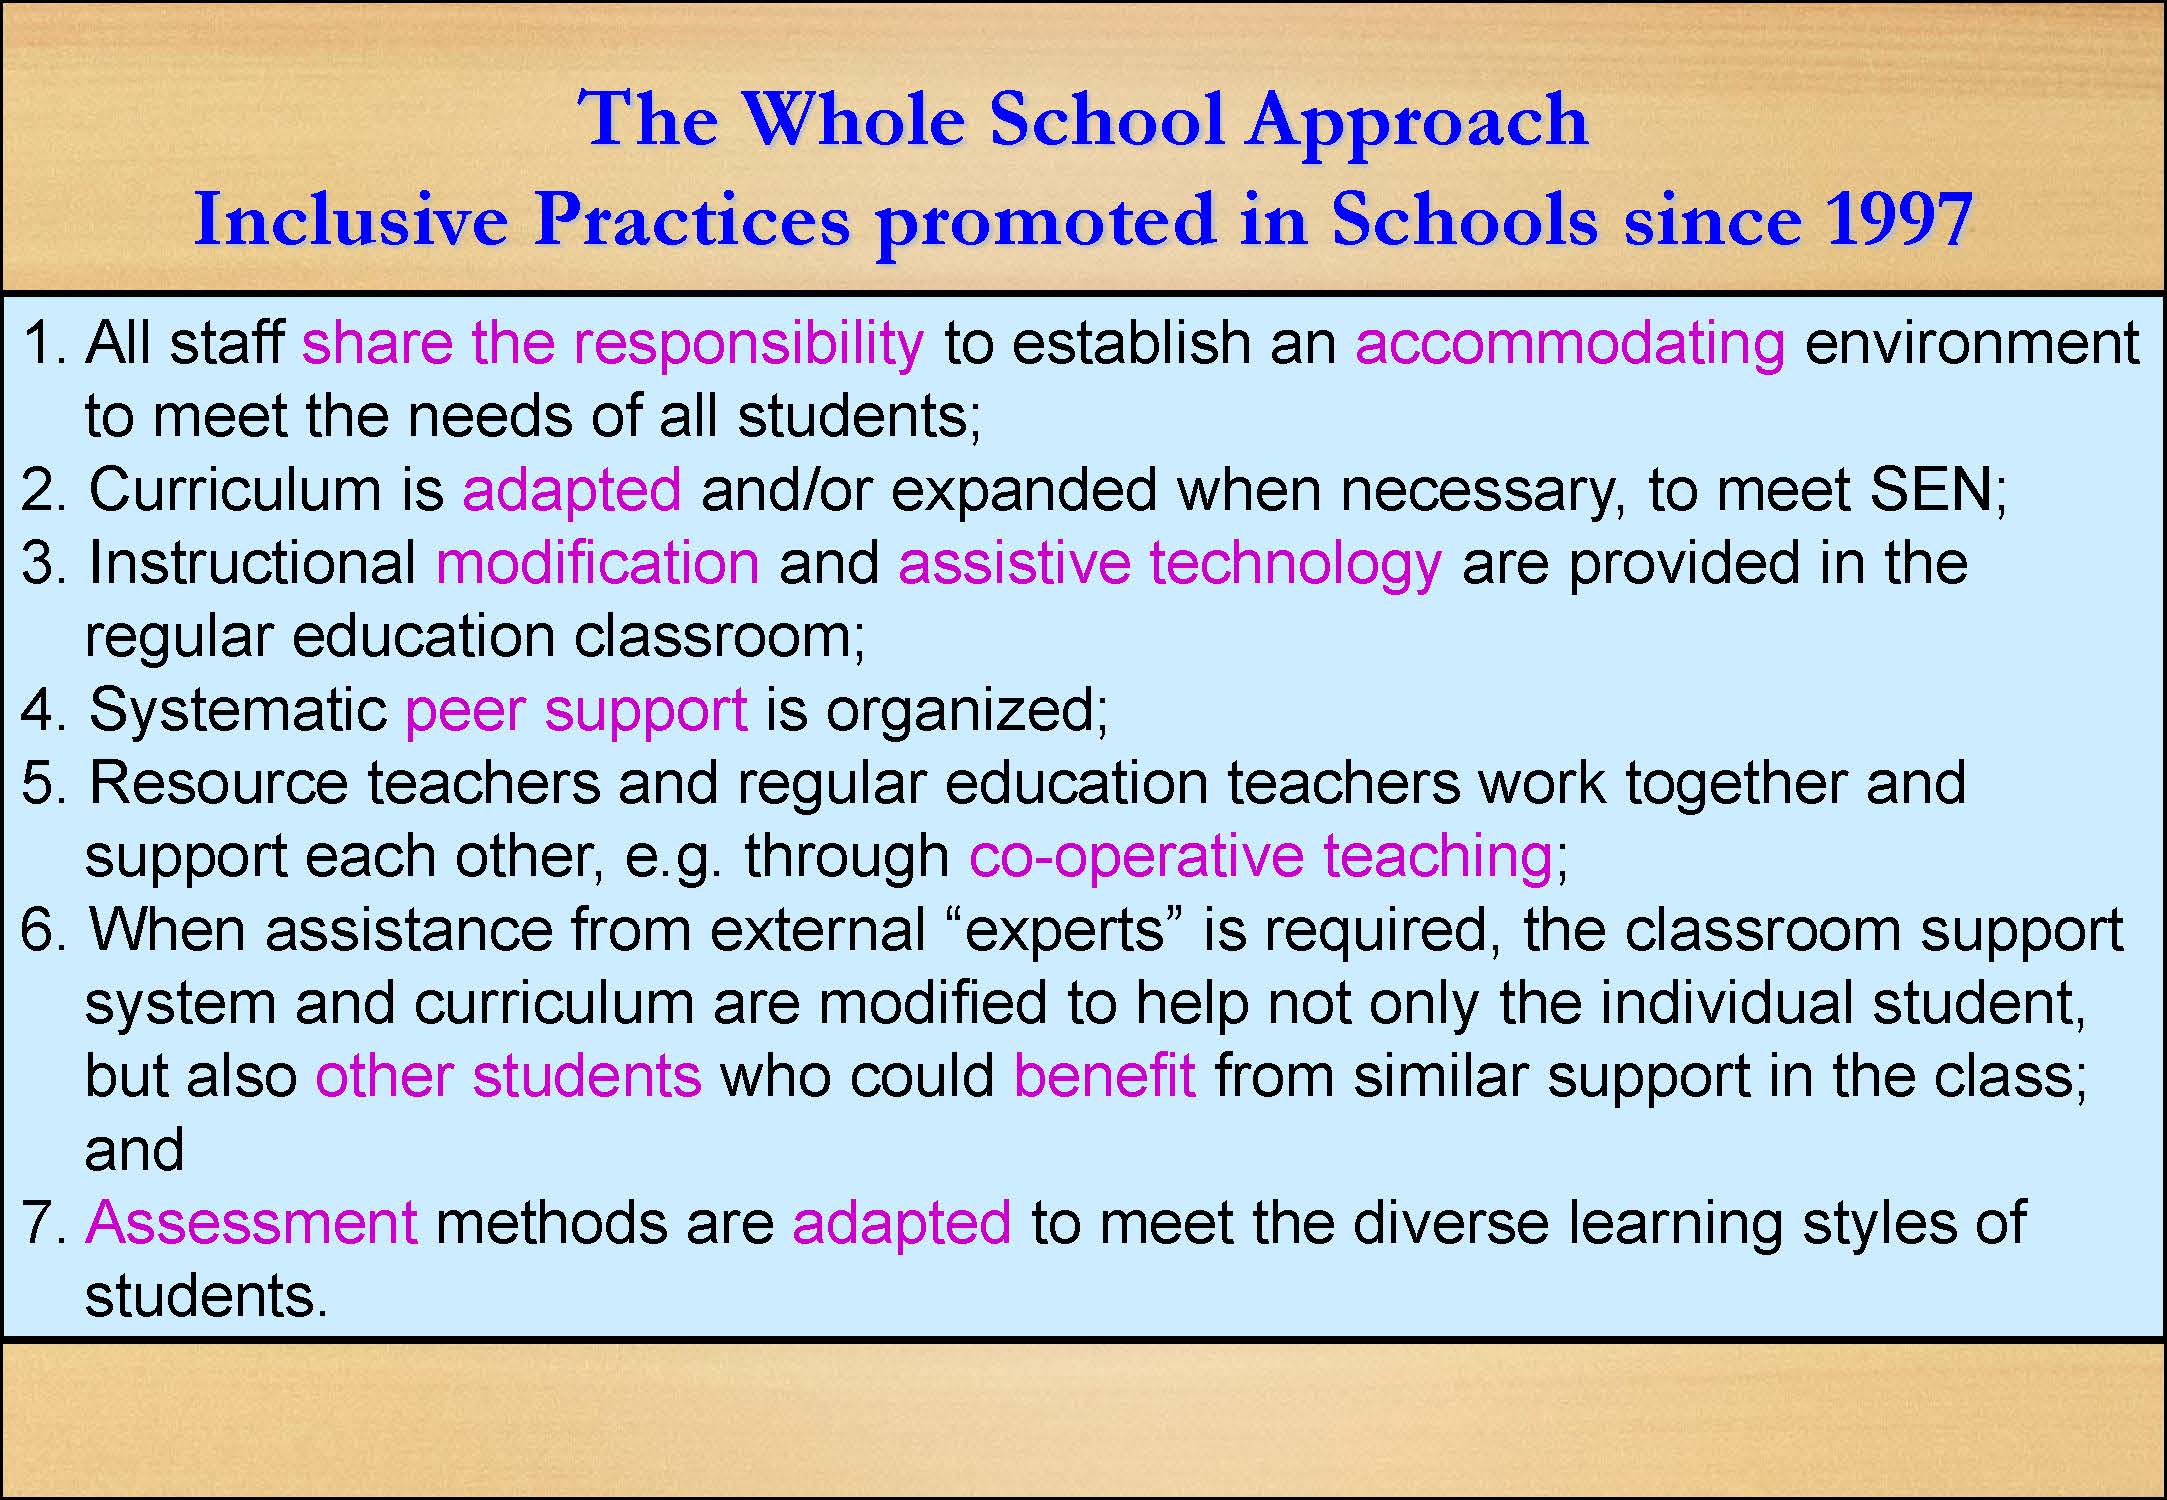 The Whole School Approach
Inclusive Practices promoted in Schools since 1997
1. All staff share the responsibility to establish an accommodating environment
to meet the needs of all students;
2. Curriculum is adapted and/or expanded when necessary, to meet SEN;
3. Instructional modification and assistive technology are provided in the
regular education classroom;
4. Systematic peer support is organized;
5. Resource teachers and regular education teachers work together and
support each other, e.g. through co-operative teaching;
6. When assistance from external “experts” is required, the classroom support
system and curriculum are modified to help not only the individual student,
but also other students who could benefit from similar support in the class;
and
7. Assessment methods are adapted to meet the diverse learning styles of
students.